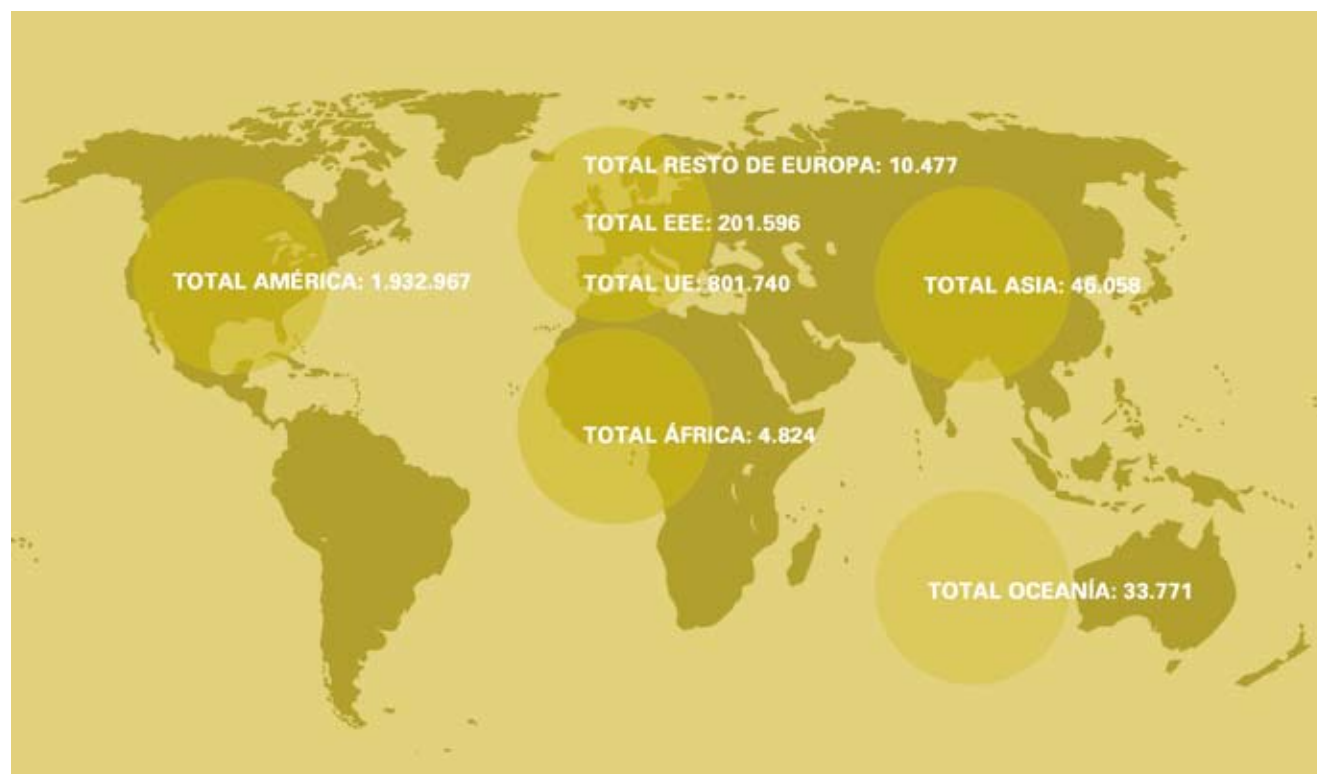 TOTAL RESTO DE EUROPA: 10.477
TOTAL EEE: 201.596
TOTAL AMÉRICA: 1.932.967
TOTAL UE: 801.740
TOTAL ASIA: 46.058
TOTAL ÁFRICA: 4.824
TOTAL OCEANÍA: 33.771